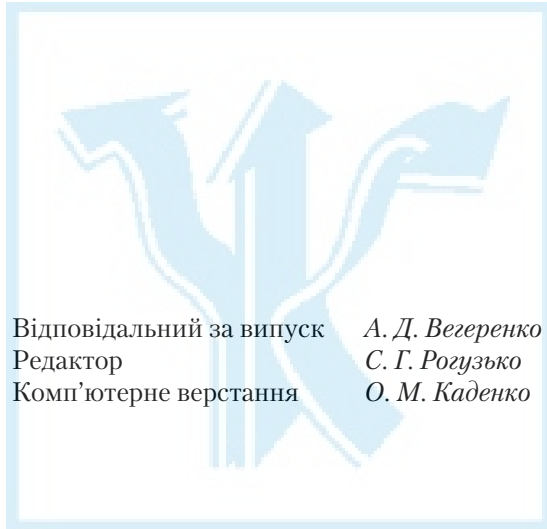 Відповідальний за випуск А. Д. Вегеренко
Редактор С. Г. Рогузько
Комп’ютерне верстання О. М. Каденко